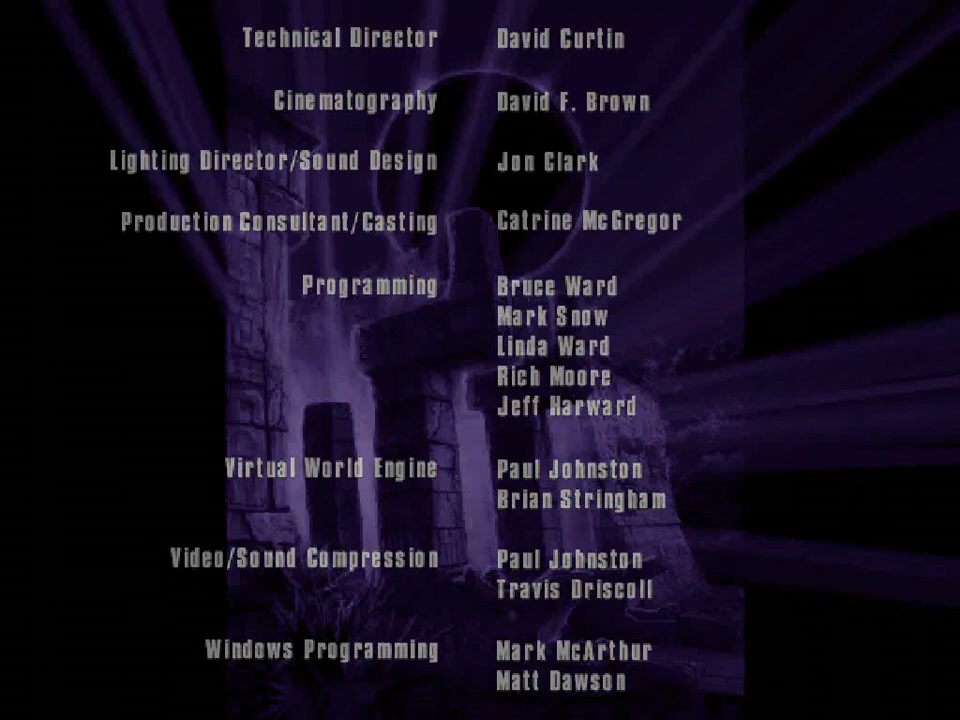 Technical Director David Curtin
Cinematography David F. Brown
Lighting Director/Sound Design Jon Clark
Production Consultant/Casting Catrine McGregor
Programming Bruce Ward
Mark Snow
Linda Ward
Rich Moore
Jeff Harward
Virtual World Engine Paul Johnston
Brian Stringham
Video/Sound Compression Paul Johnston
Travis Driscoll
Windows Programming Mark McArthur
Matt Dawson